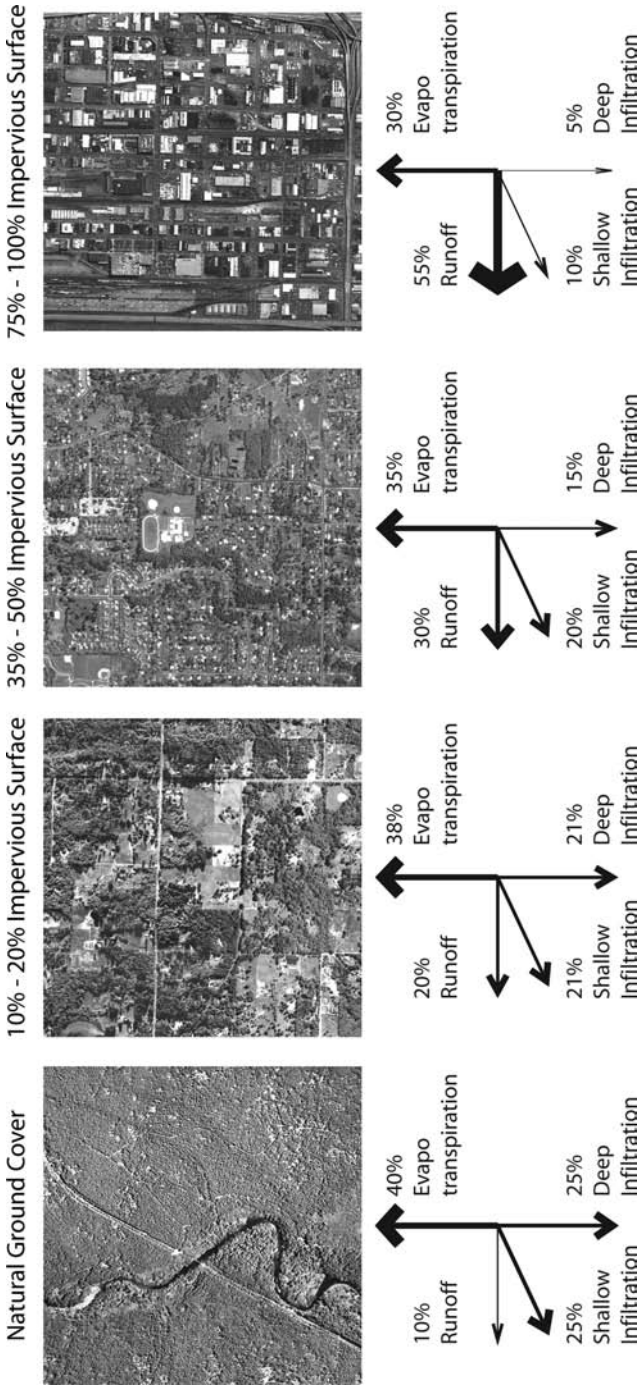 Natural Ground Cover
40%
Evapo
transpiration
10%
Runoff
25%
Shallow
Infiltration
25%
Deep
Infiltration
10% - 20% Impervious Surface
38%
Evapo
transpiration
20%
Runoff
21%
Shallow
Infiltration
21%
Deep
Infiltration
35% - 50% Impervious Surface
35%
Evapo
transpiration
30%
Runoff
20%
Shallow
Infiltration
15%
Deep
Infiltration
75% - 100% Impervious Surface
30%
Evapo
transpiration
55%
Runoff
10%
Shallow
Infiltration
5%
Deep
Infiltration